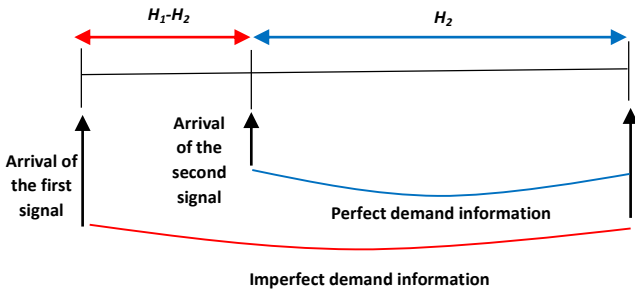 H₁-H₂
H₂
Arrival of
the first
signal
Arrival
of the
second
signal
Perfect demand information
Imperfect demand information